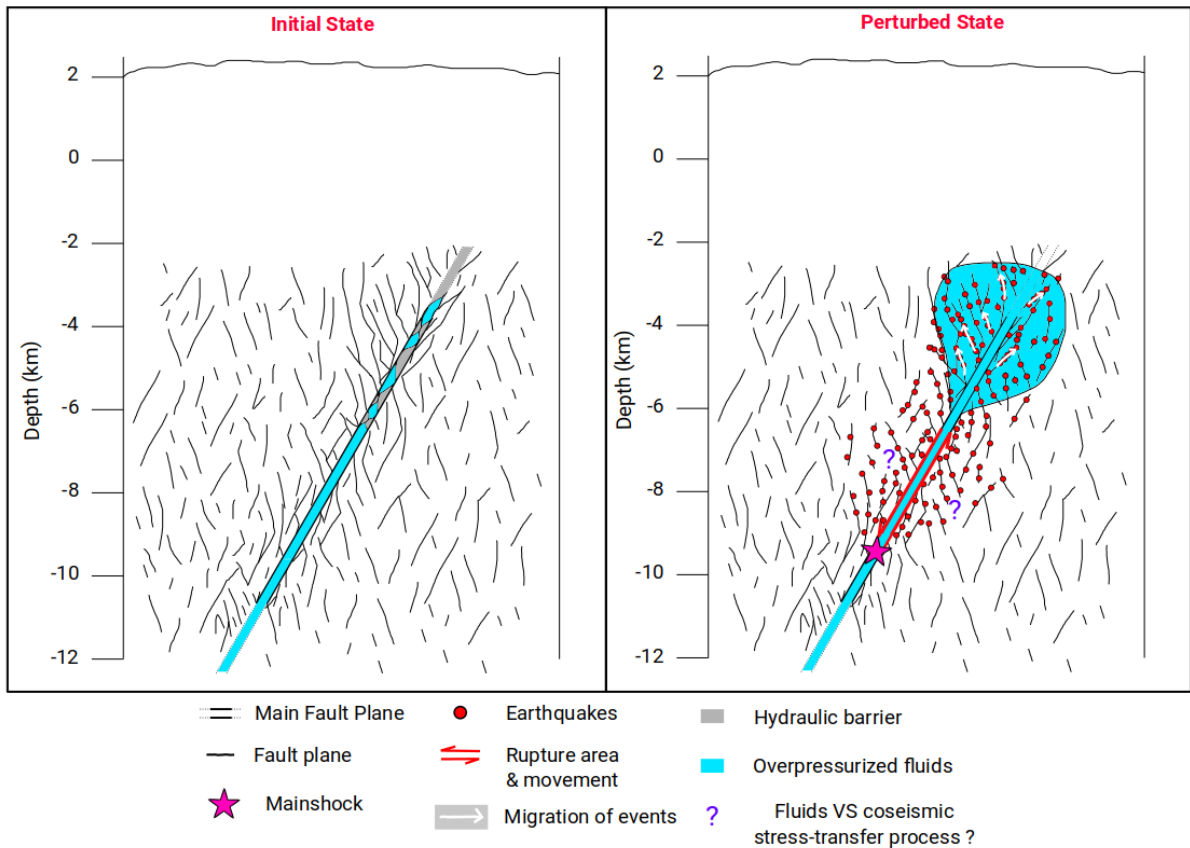 Initial State
Perturbed State
2
0
-2
-4
-6
-8
-10
-12
Depth (km)
2
0
-2
-4
-6
-8
-10
-12
Depth (km)
?
?
Main Fault Plane
Earthquakes
Hydraulic barrier
Fault plane
Rupture area
& movement
Overpressurized fluids
Mainshock
Migration of events
?
Fluids VS coseismic
stress-transfer process ?